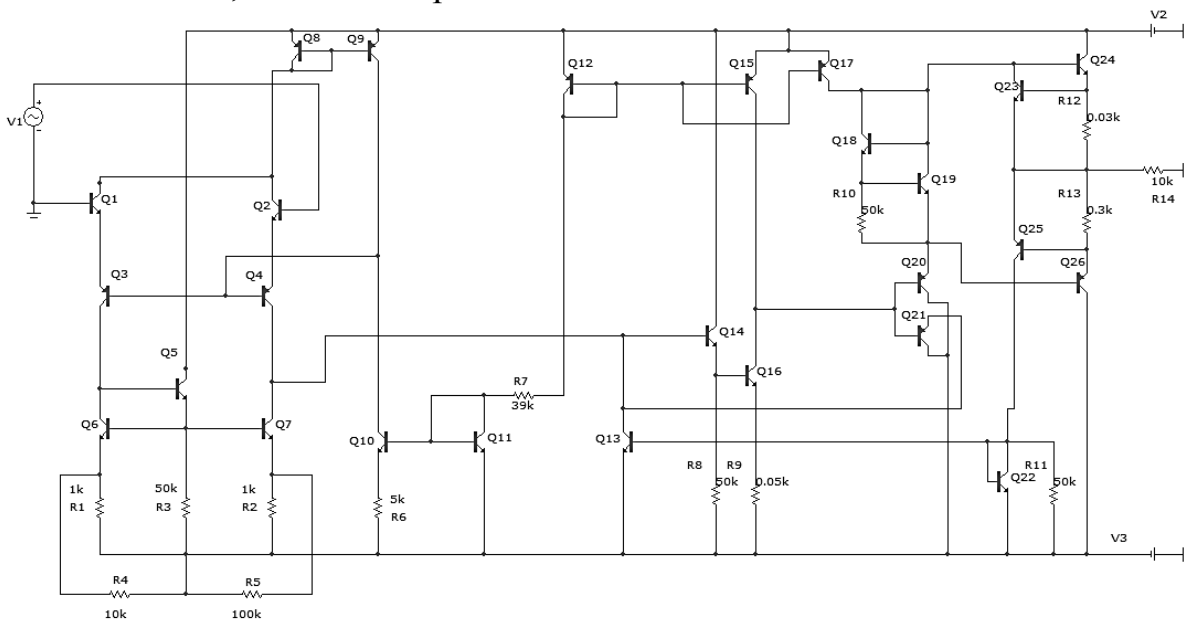 V2
Q8
Q9
Q12
Q15
Q17
Q24
Q23
R12
0.03k
V1
Q18
Q1
Q2
R10
50k
Q19
R13
10k
R14
0.3k
Q25
Q3
Q4
Q20
Q26
Q21
Q14
Q5
R7
39k
Q16
Q6
Q7
Q10
Q11
Q13
R8
50k
R9
0.05k
R11
50k
Q22
1k
R1
50k
R3
1k
R2
5k
R6
V3
R4
10k
R5
100k